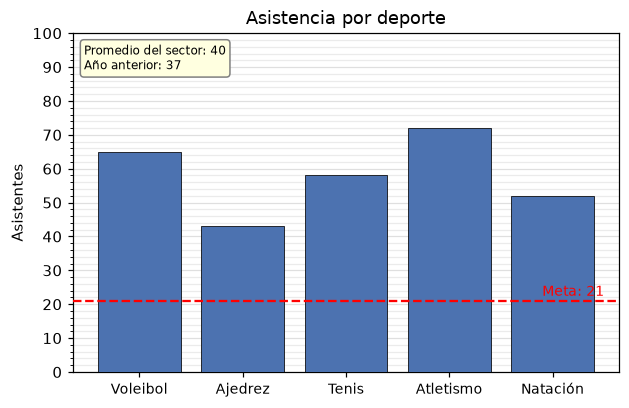 Asistencia por deporte
Promedio del sector: 40
Año anterior: 37
Asistentes
100
90
80
70
60
50
40
30
20
10
0
Meta: 21
Voleibol
Ajedrez
Tenis
Atletismo
Natación